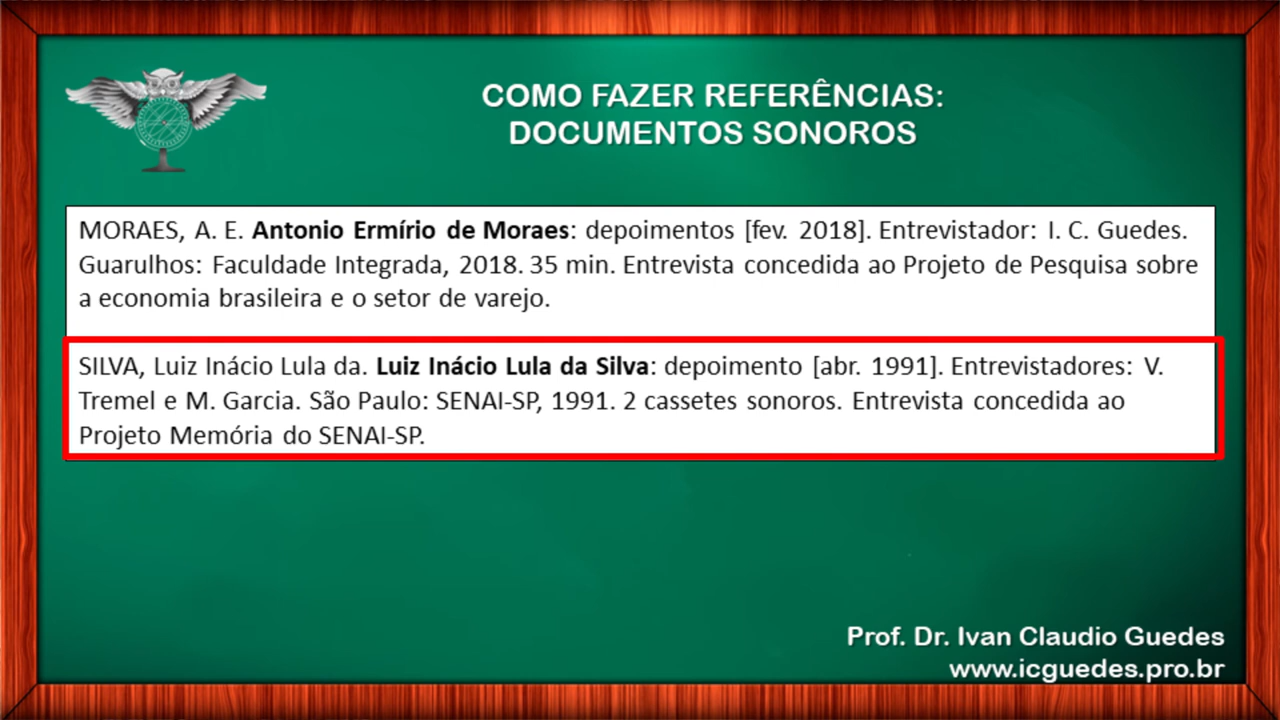 COMO FAZER REFERÊNCIAS:
DOCUMENTOS SONOROS
MORAES, A. E. Antonio Ermírio de Moraes: depoimentos [fev. 2018]. Entrevistador: I. C. Guedes.
Guarulhos: Faculdade Integrada, 2018. 35 min. Entrevista concedida ao Projeto de Pesquisa sobre
a economia brasileira e o setor de varejo.
SILVA, Luiz Inácio Lula da. Luiz Inácio Lula da Silva: depoimento [abr. 1991]. Entrevistadores: V.
Tremel e M. Garcia. São Paulo: SENAI-SP, 1991. 2 cassetes sonoros. Entrevista concedida ao
Projeto Memória do SENAI-SP.
Prof. Dr. Ivan Claudio Guedes
www.icguedes.pro.br